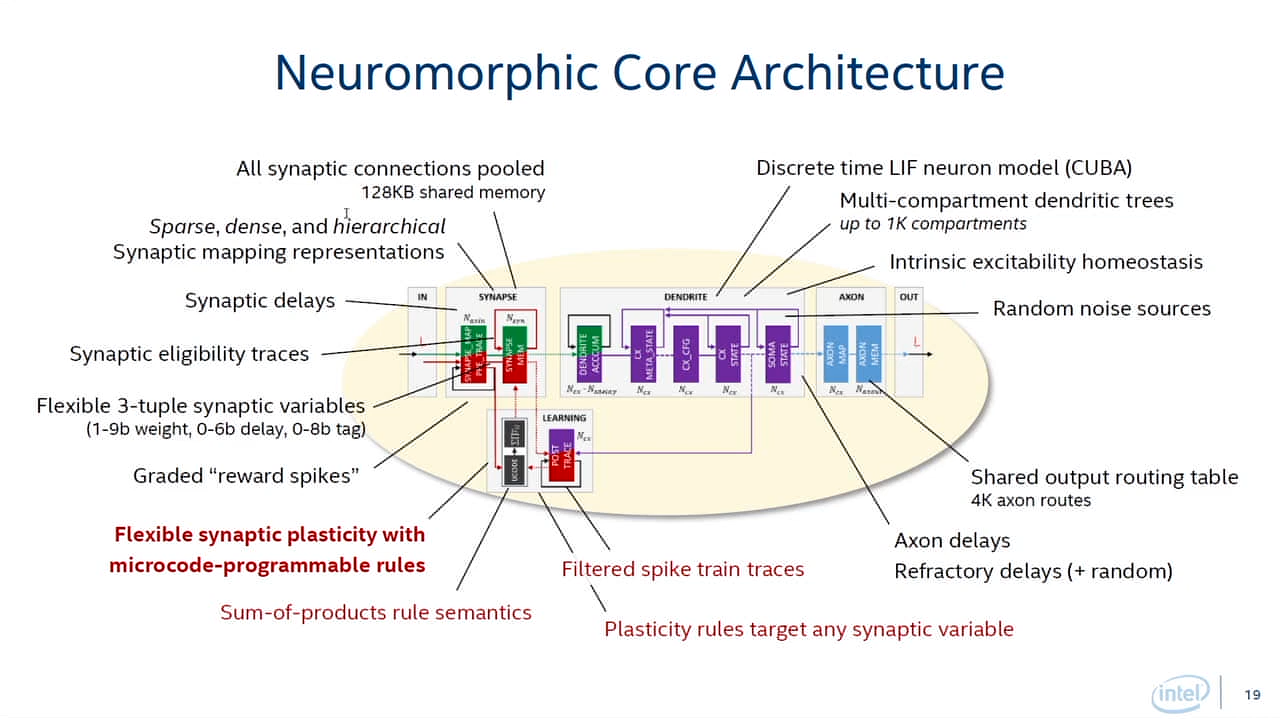 Neuromorphic Core Architecture
All synaptic connections pooled
128KB shared memory
Sparse, dense, and hierarchical
Synaptic mapping representations
Synaptic delays
Synaptic eligibility traces
Flexible 3-tuple synaptic variables
(1-9b weight, 0-6b delay, 0-8b tag)
Graded “reward spikes”
Flexible synaptic plasticity with
microcode-programmable rules
Sum-of-products rule semantics
Filtered spike train traces
Plasticity rules target any synaptic variable
Discrete time LIF neuron model (CUBA)
Multi-compartment dendritic trees
up to 1K compartments
Intrinsic excitability homeostasis
Random noise sources
Shared output routing table
4K axon routes
Axon delays
Refractory delays (+ random)
IN
SYNAPSE
DENDRITE
AXON
OUT
SYNAPSE
MEM
DENDRITE
ACCCUM
CX
META_STATE
CX_CFG
CX
STATE
SOMA
STATE
AXON
MAP
AXON
MEM
LEARNING
UCODE
POST
TRACE
intel
19